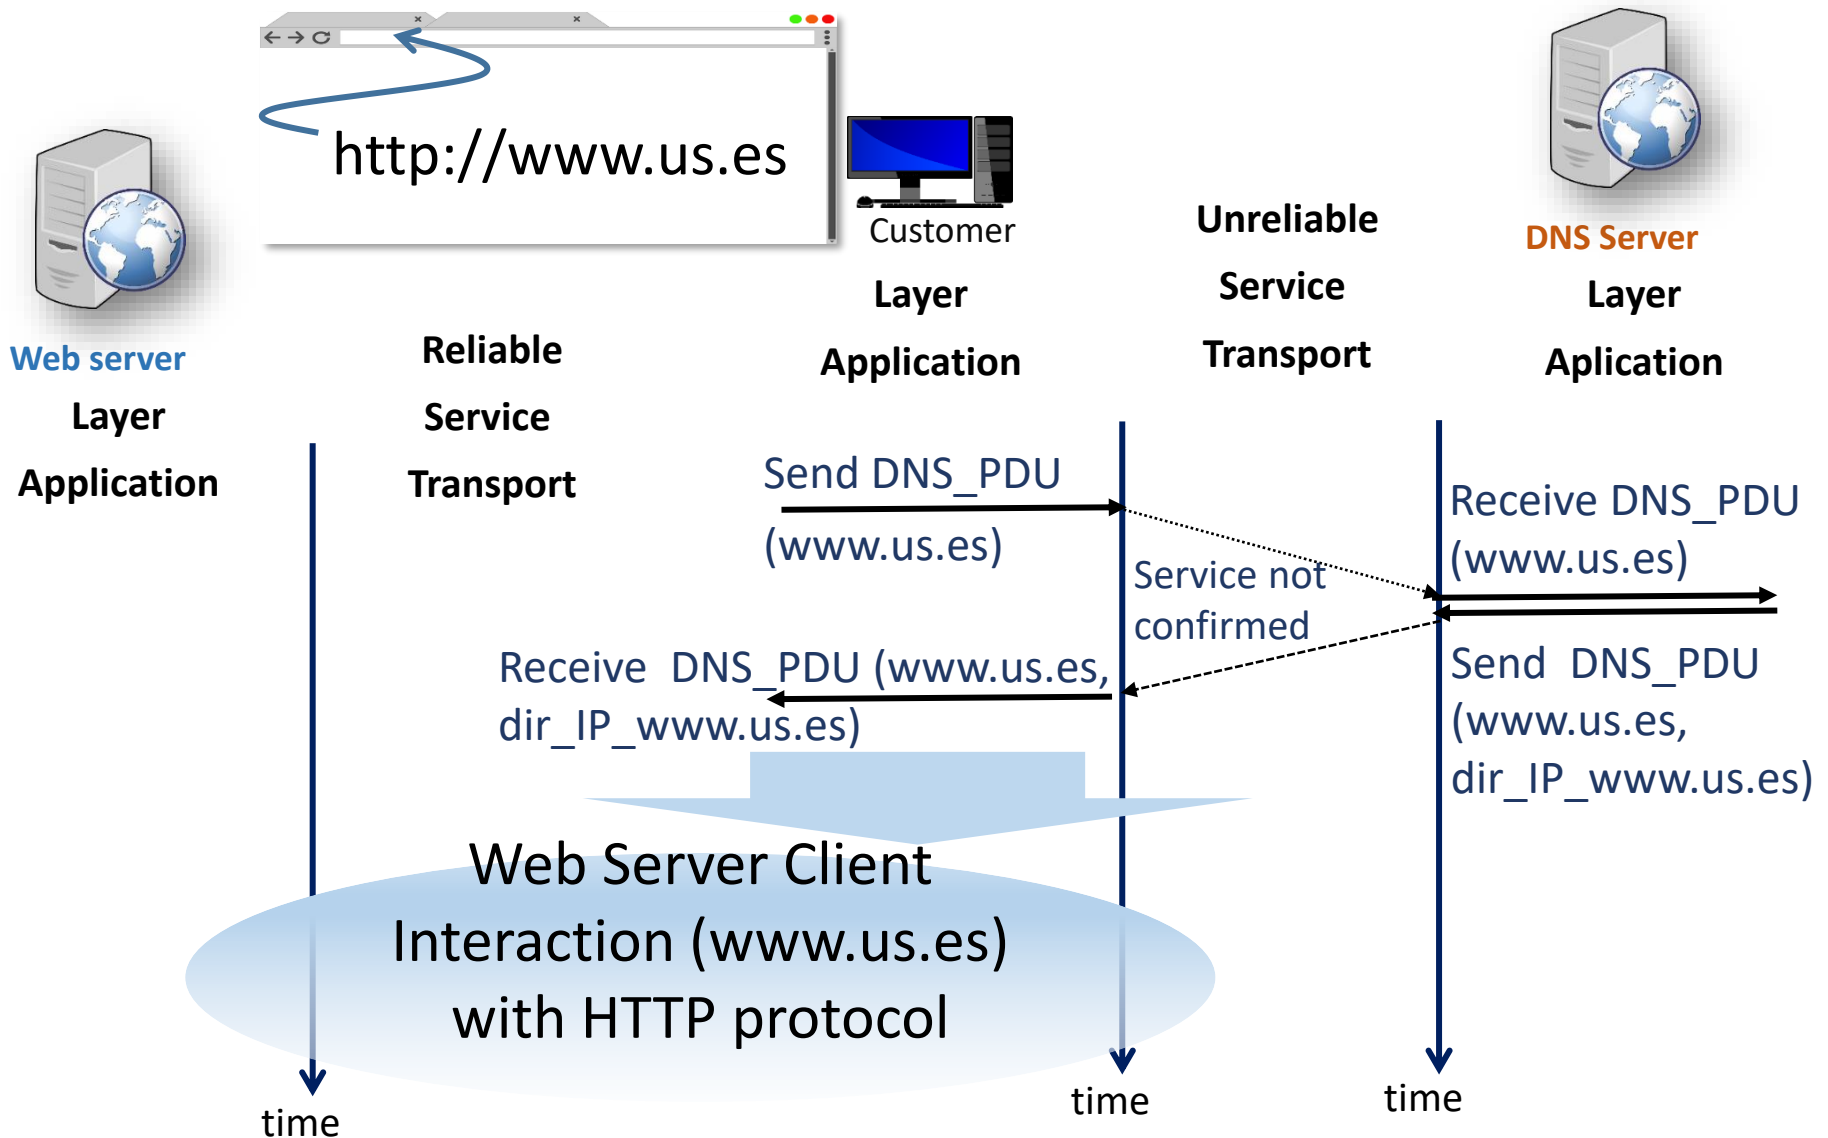 http://www.us.es
Customer
Layer
Application
Unreliable
Service
Transport
DNS Server
Layer
Aplication
Web server
Layer
Application
Reliable
Service
Transport
Send DNS_PDU
(www.us.es)
Receive DNS_PDU
(www.us.es)
Service not
confirmed
Receive  DNS_PDU (www.us.es,
dir_IP_www.us.es)
Send  DNS_PDU
(www.us.es,
dir_IP_www.us.es)
Web Server Client
Interaction (www.us.es)
with HTTP protocol
time
time
time